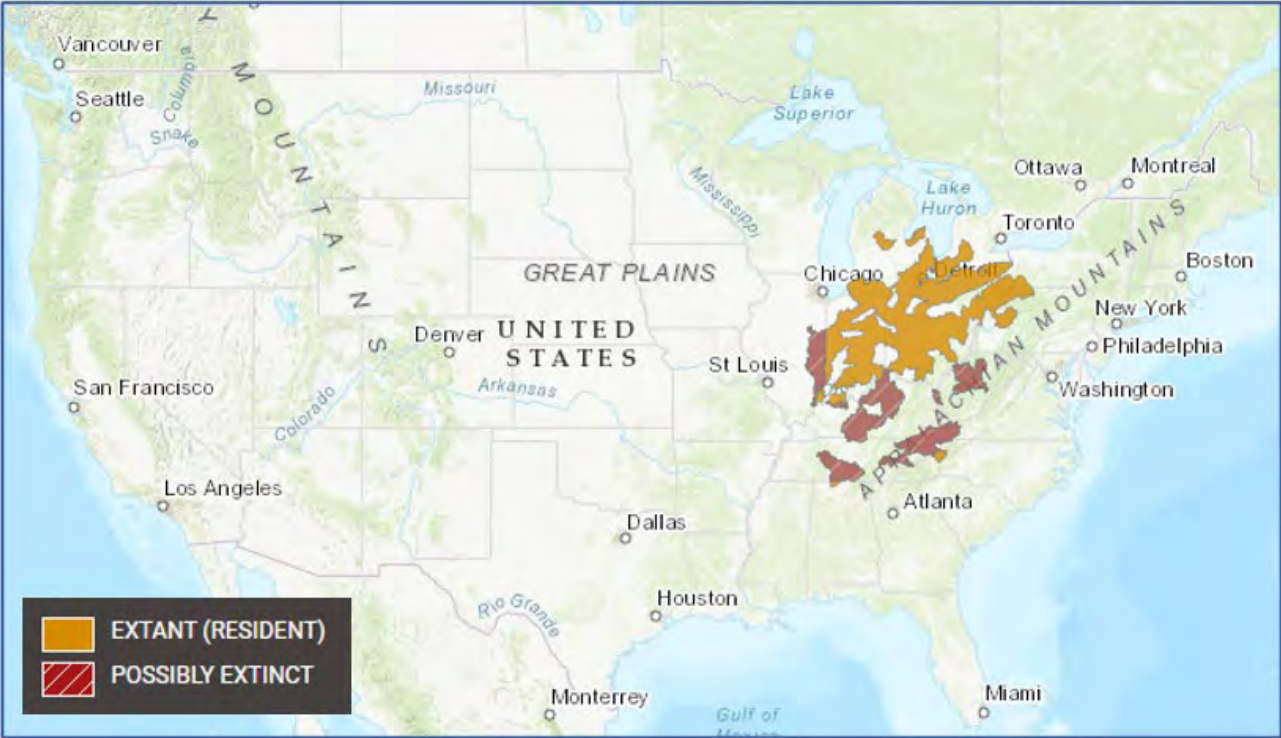 Vancouver
Seattle
Columbia
Snake
Y MOUNTAINS
Missouri
Mississippi
Lake
Superior
Lake
Huron
Ottawa
Montreal
Toronto
Boston
GREAT PLAINS
Chicago
Detroit
New York
Philadelphia
Washington
APPALACHIAN MOUNTAINS
Denver
UNITED
STATES
St Louis
Arkansas
San Francisco
Colorado
Los Angeles
Atlanta
Dallas
Houston
Rio Grande
Monterrey
Miami
Gulf of
Mexico
EXTANT (RESIDENT)
POSSIBLY EXTINCT